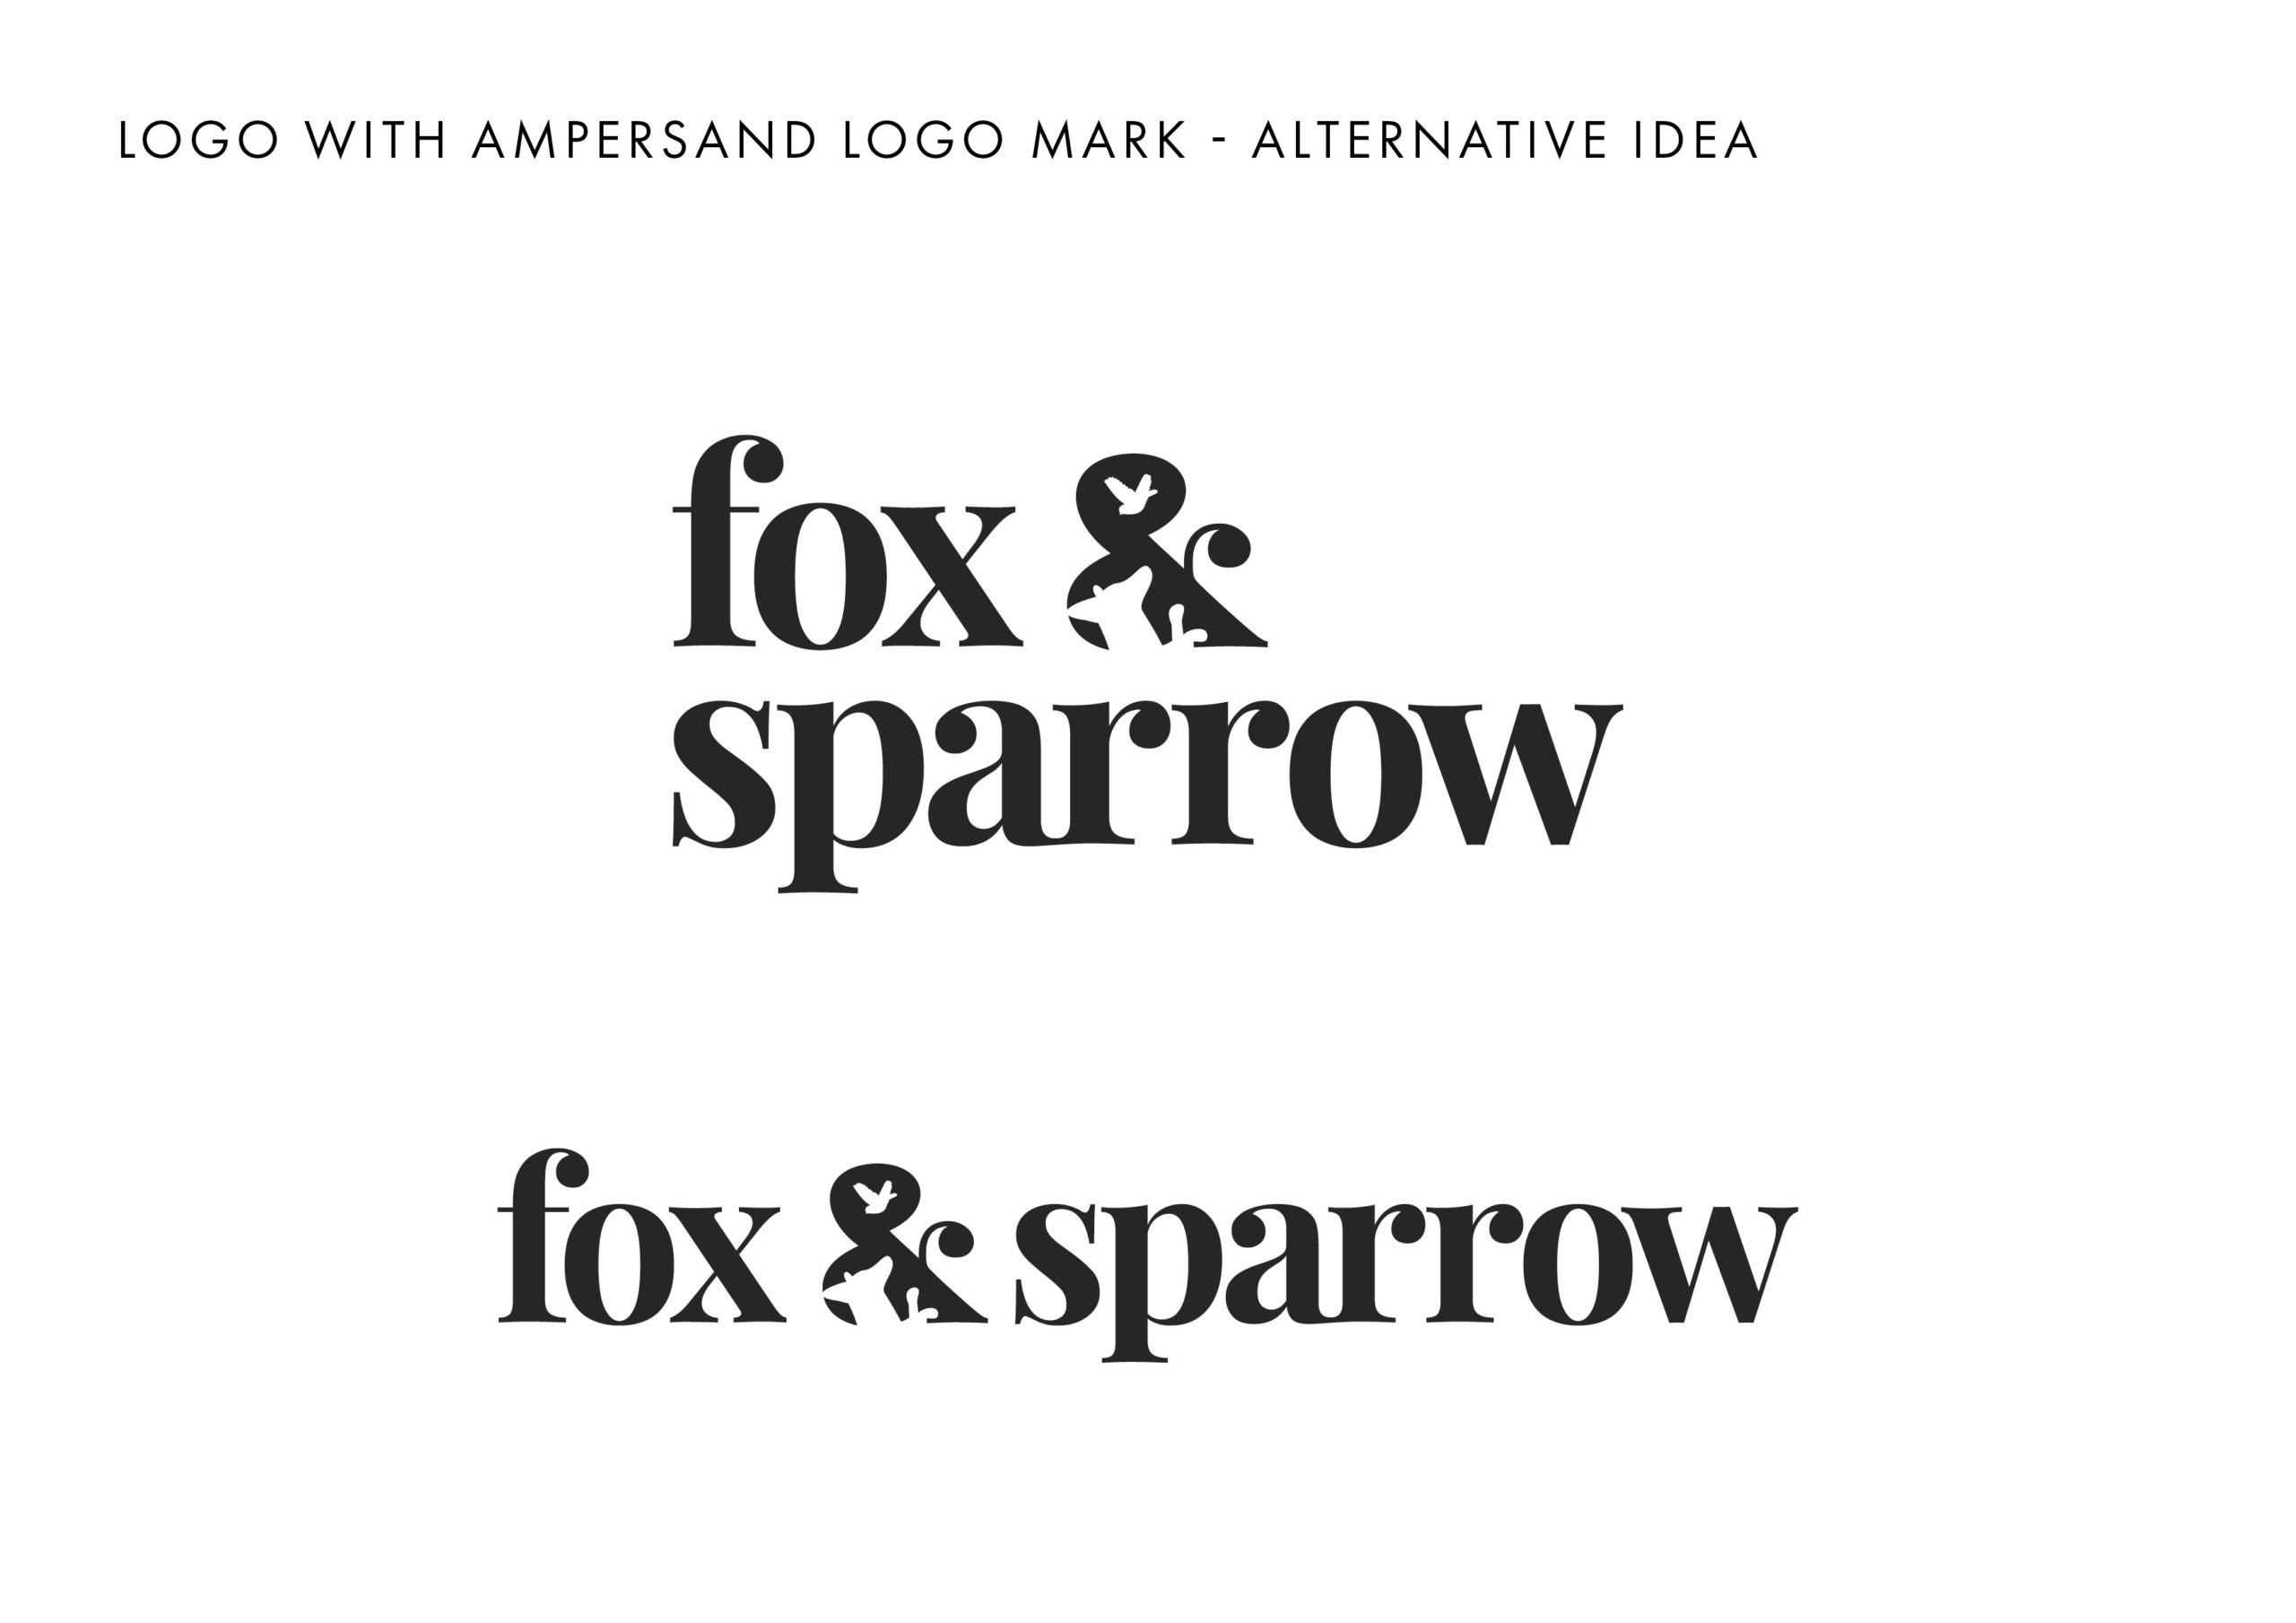 LOGO WITH AMPERSAND LOGO MARK - ALTERNATIVE IDEA
fox &
sparrow
fox & sparrow